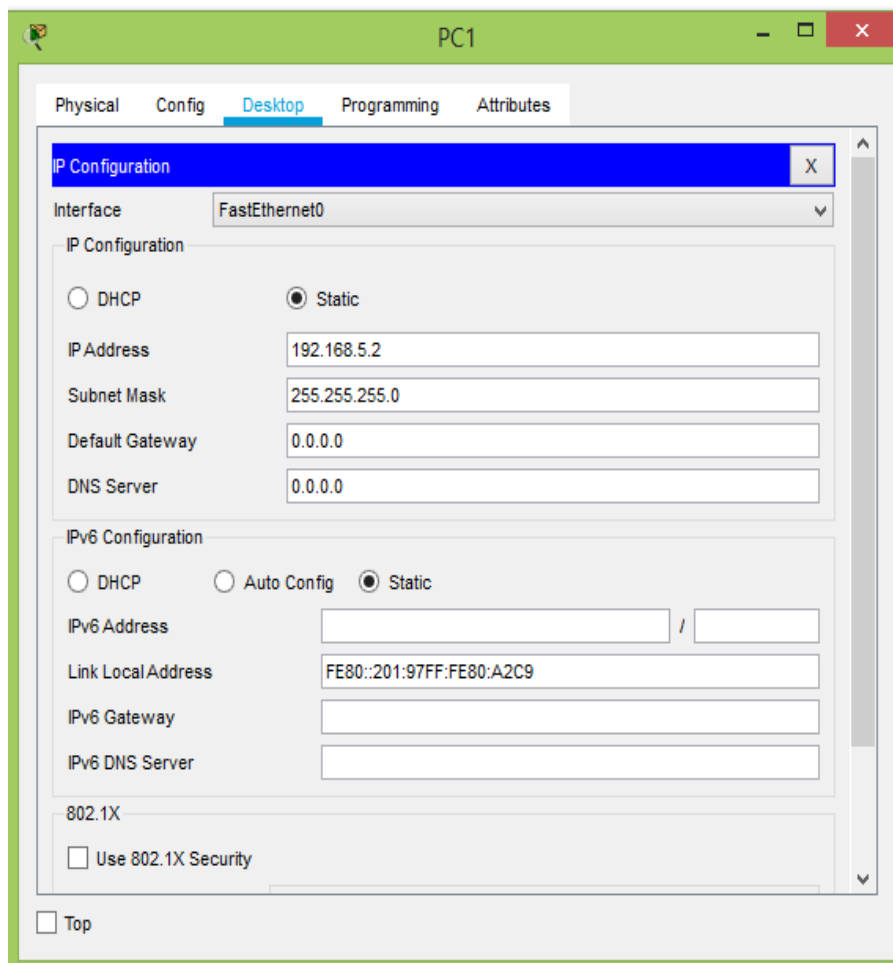 PC1
Physical Config Desktop Programming Attributes
IP Configuration X
Interface FastEthernet0
IP Configuration
DHCP Static
IP Address 192.168.5.2
Subnet Mask 255.255.255.0
Default Gateway 0.0.0.0
DNS Server 0.0.0.0
IPv6 Configuration
DHCP Auto Config Static
IPv6 Address /
Link Local Address FE80::201:97FF:FE80:A2C9
IPv6 Gateway
IPv6 DNS Server
802.1X
Use 802.1X Security
Top